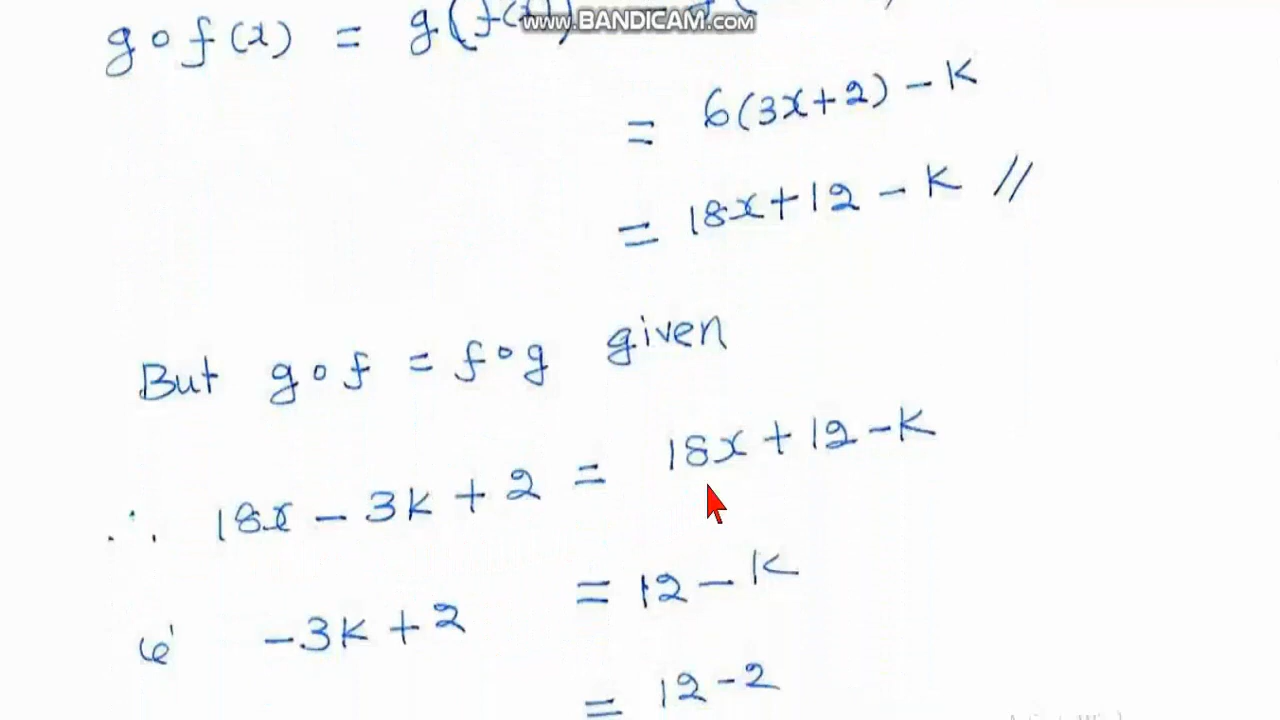 www.BANDICAM.com
g∘f(x) = g(f(x))
= 6(3x+2) - K
= 18x+12 - K //
But g∘f = f∘g given
∴ 18x - 3K + 2 = 18x + 12 - K
ie -3K + 2 = 12 - K
= 12 - 2